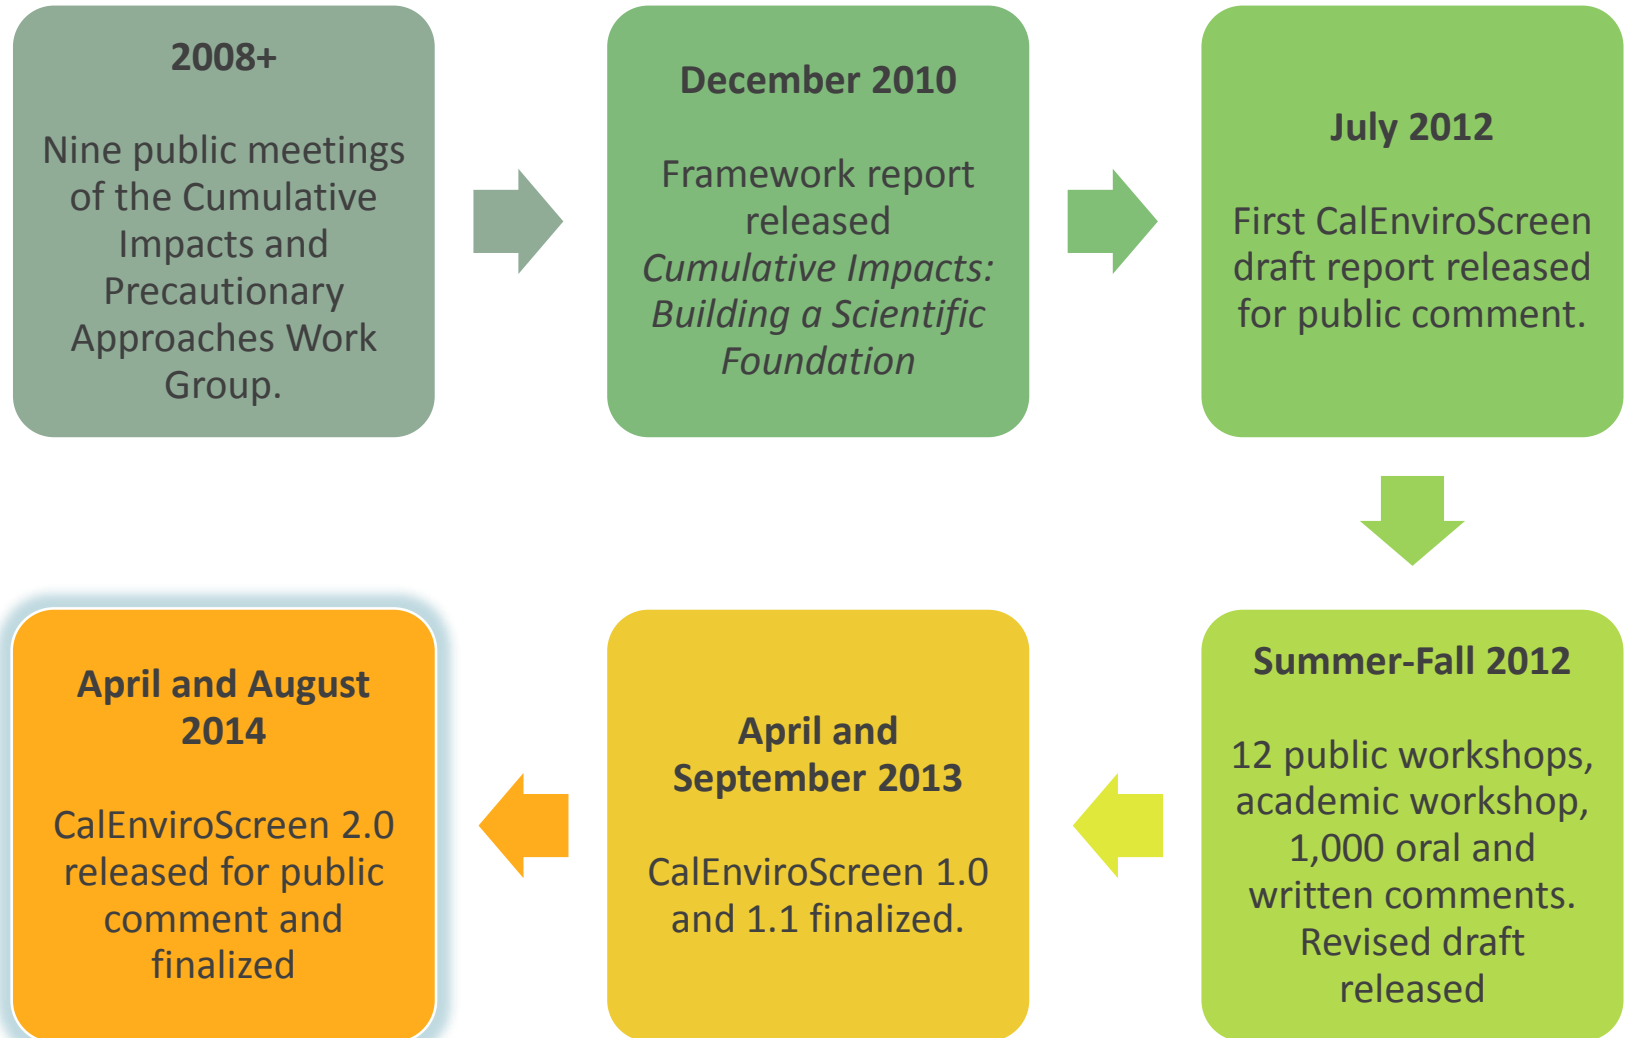 2008+
Nine public meetings
of the Cumulative
Impacts and
Precautionary
Approaches Work
Group.
December 2010
Framework report
released
Cumulative Impacts:
Building a Scientific
Foundation
July 2012
First CalEnviroScreen
draft report released
for public comment.
Summer-Fall 2012
12 public workshops,
academic workshop,
1,000 oral and
written comments.
Revised draft
released
April and
September 2013
CalEnviroScreen 1.0
and 1.1 finalized.
April and August
2014
CalEnviroScreen 2.0
released for public
comment and
finalized